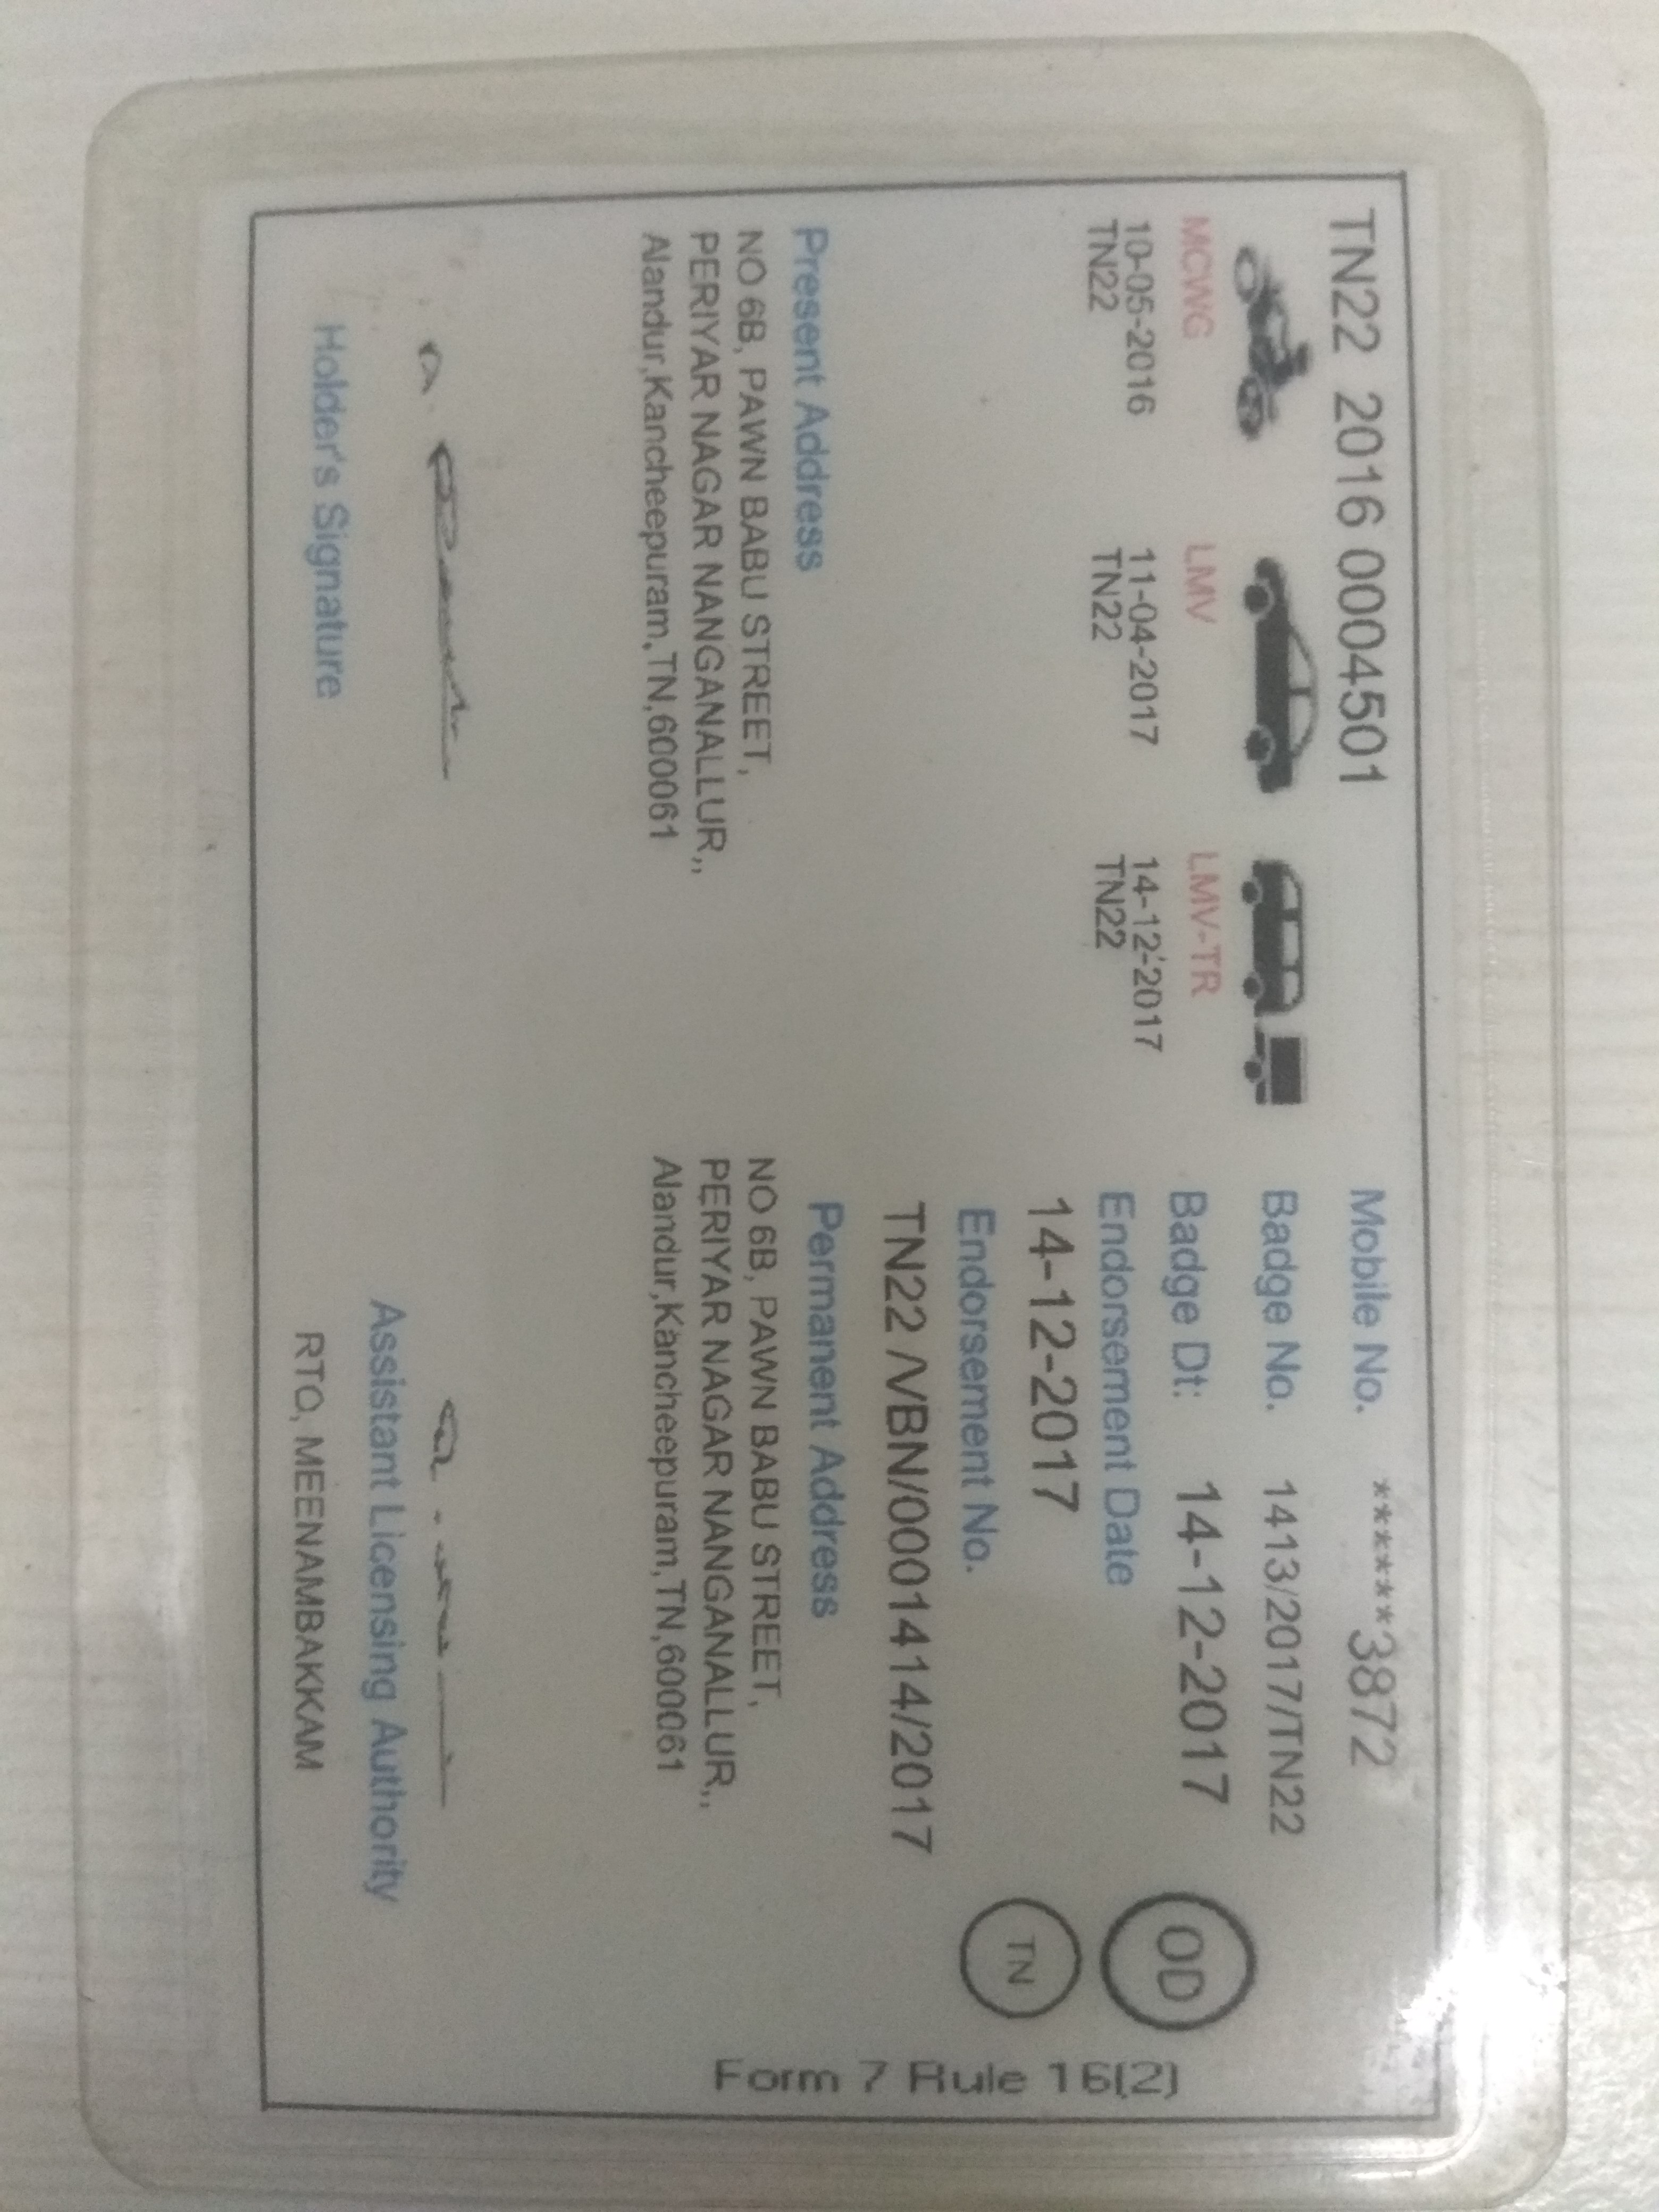 TN22 2016 0004501
MCWG LMV LMV-TR
10-05-2016 11-04-2017 14-12-2017
TN22 TN22 TN22
Mobile No. ******3872
Badge No. 1413/2017/TN22
Badge Dt: 14-12-2017
Endorsement Date
14-12-2017
Endorsement No.
TN22 /VBN/0001414/2017
OD
TN
Form 7 Rule 16(2)
Present Address
NO 6B, PAWN BABU STREET,
PERIYAR NAGAR NANGANALLUR,,
Alandur,Kancheepuram,TN,600061
Permanent Address
NO 6B, PAWN BABU STREET,
PERIYAR NAGAR NANGANALLUR,,
Alandur,Kancheepuram,TN,600061
Holder's Signature
Assistant Licensing Authority
RTO, MEENAMBAKKAM